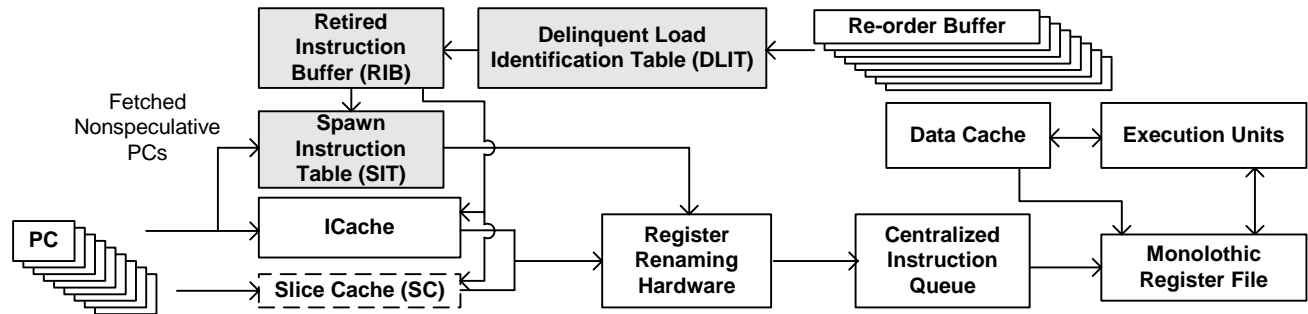 Retired
Instruction
Buffer (RIB)
Delinquent Load
Identification Table (DLIT)
Re-order Buffer
Fetched
Nonspeculative
PCs
Spawn
Instruction
Table (SIT)
Data Cache
Execution Units
PC
ICache
Register
Renaming
Hardware
Centralized
Instruction
Queue
Monolothic
Register File
Slice Cache (SC)